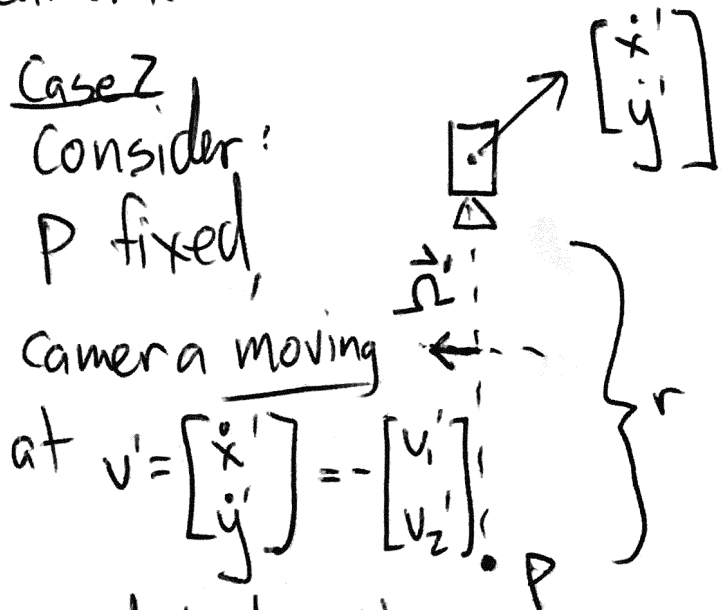 Case 2
Consider:
P fixed,
camera moving
at v' = [ẋ' ẏ'] = -[v₁' v₂']
[ẋ' ẏ']
r
P